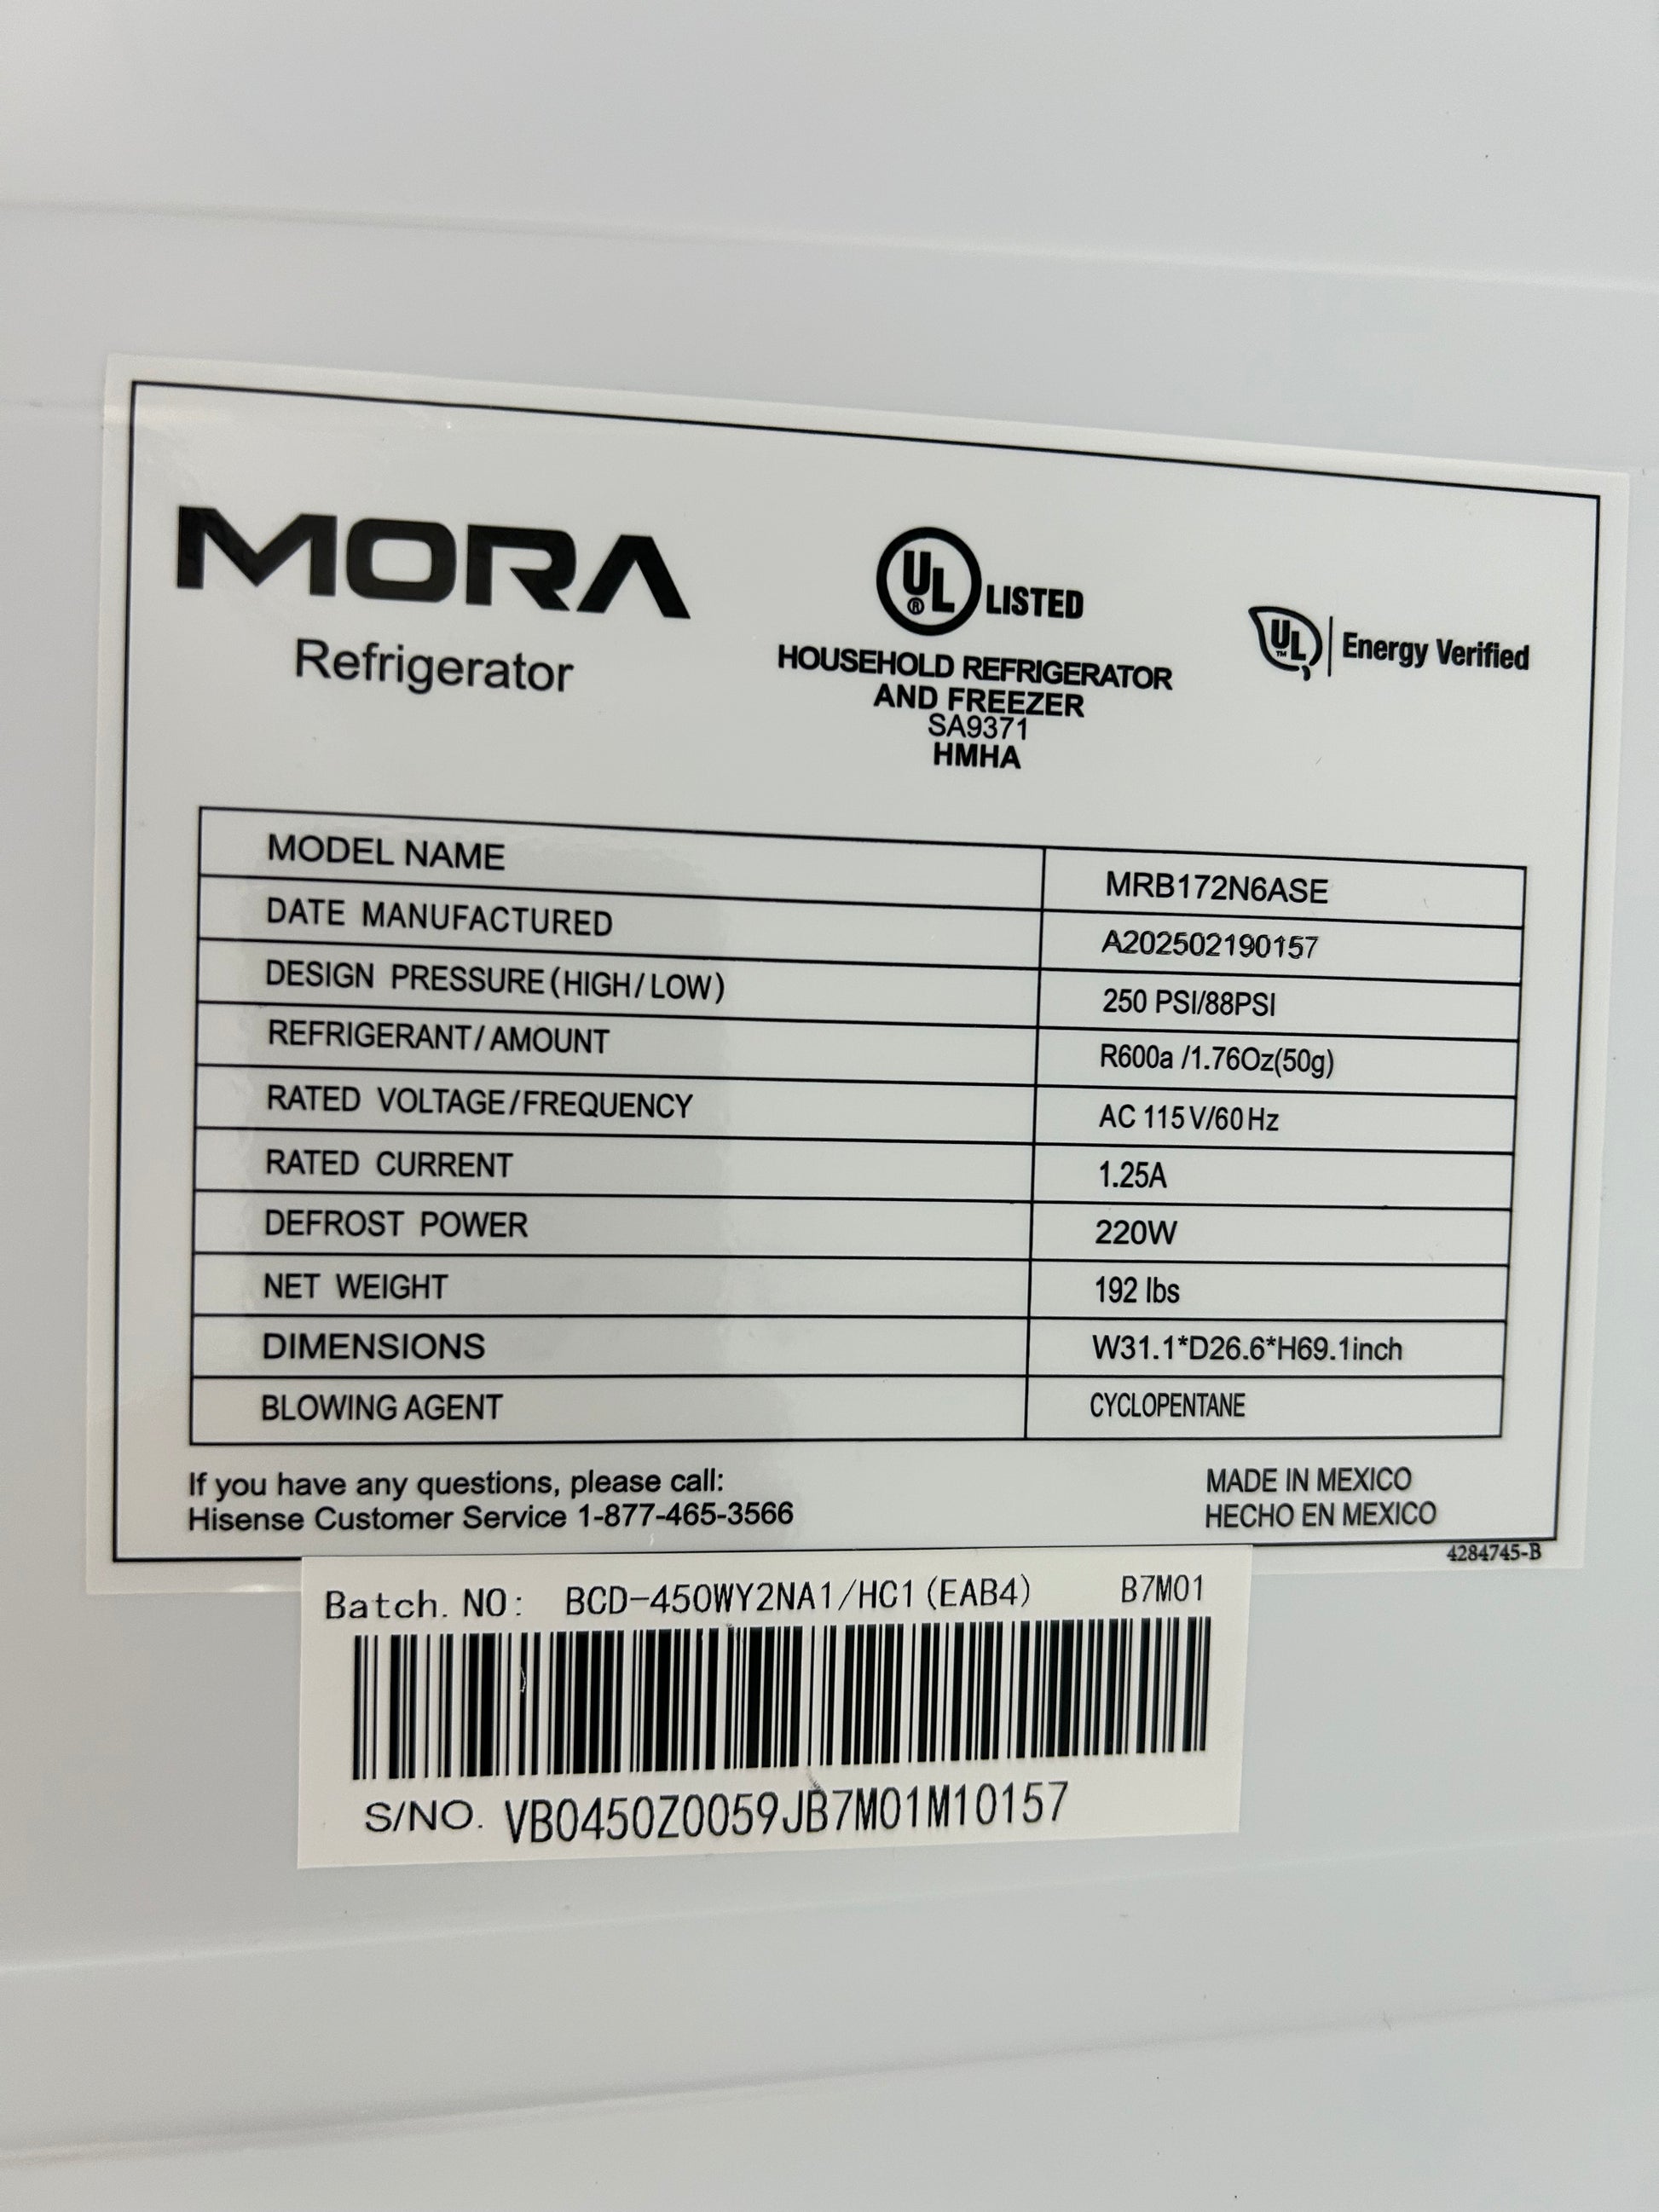 MORA
Refrigerator
UL® LISTED
HOUSEHOLD REFRIGERATOR
AND FREEZER
SA9371
HMHA
UL™ Energy Verified
MODEL NAME MRB172N6ASE
DATE MANUFACTURED A202502190157
DESIGN PRESSURE(HIGH/LOW) 250 PSI/88PSI
REFRIGERANT/AMOUNT R600a /1.76Oz(50g)
RATED VOLTAGE/FREQUENCY AC 115V/60Hz
RATED CURRENT 1.25A
DEFROST POWER 220W
NET WEIGHT 192 lbs
DIMENSIONS W31.1*D26.6*H69.1inch
BLOWING AGENT CYCLOPENTANE
If you have any questions, please call:
Hisense Customer Service 1-877-465-3566
MADE IN MEXICO
HECHO EN MEXICO
4284745-B
Batch. NO: BCD-450WY2NA1/HC1(EAB4) B7M01
S/NO. VB0450Z0059JB7M01M10157